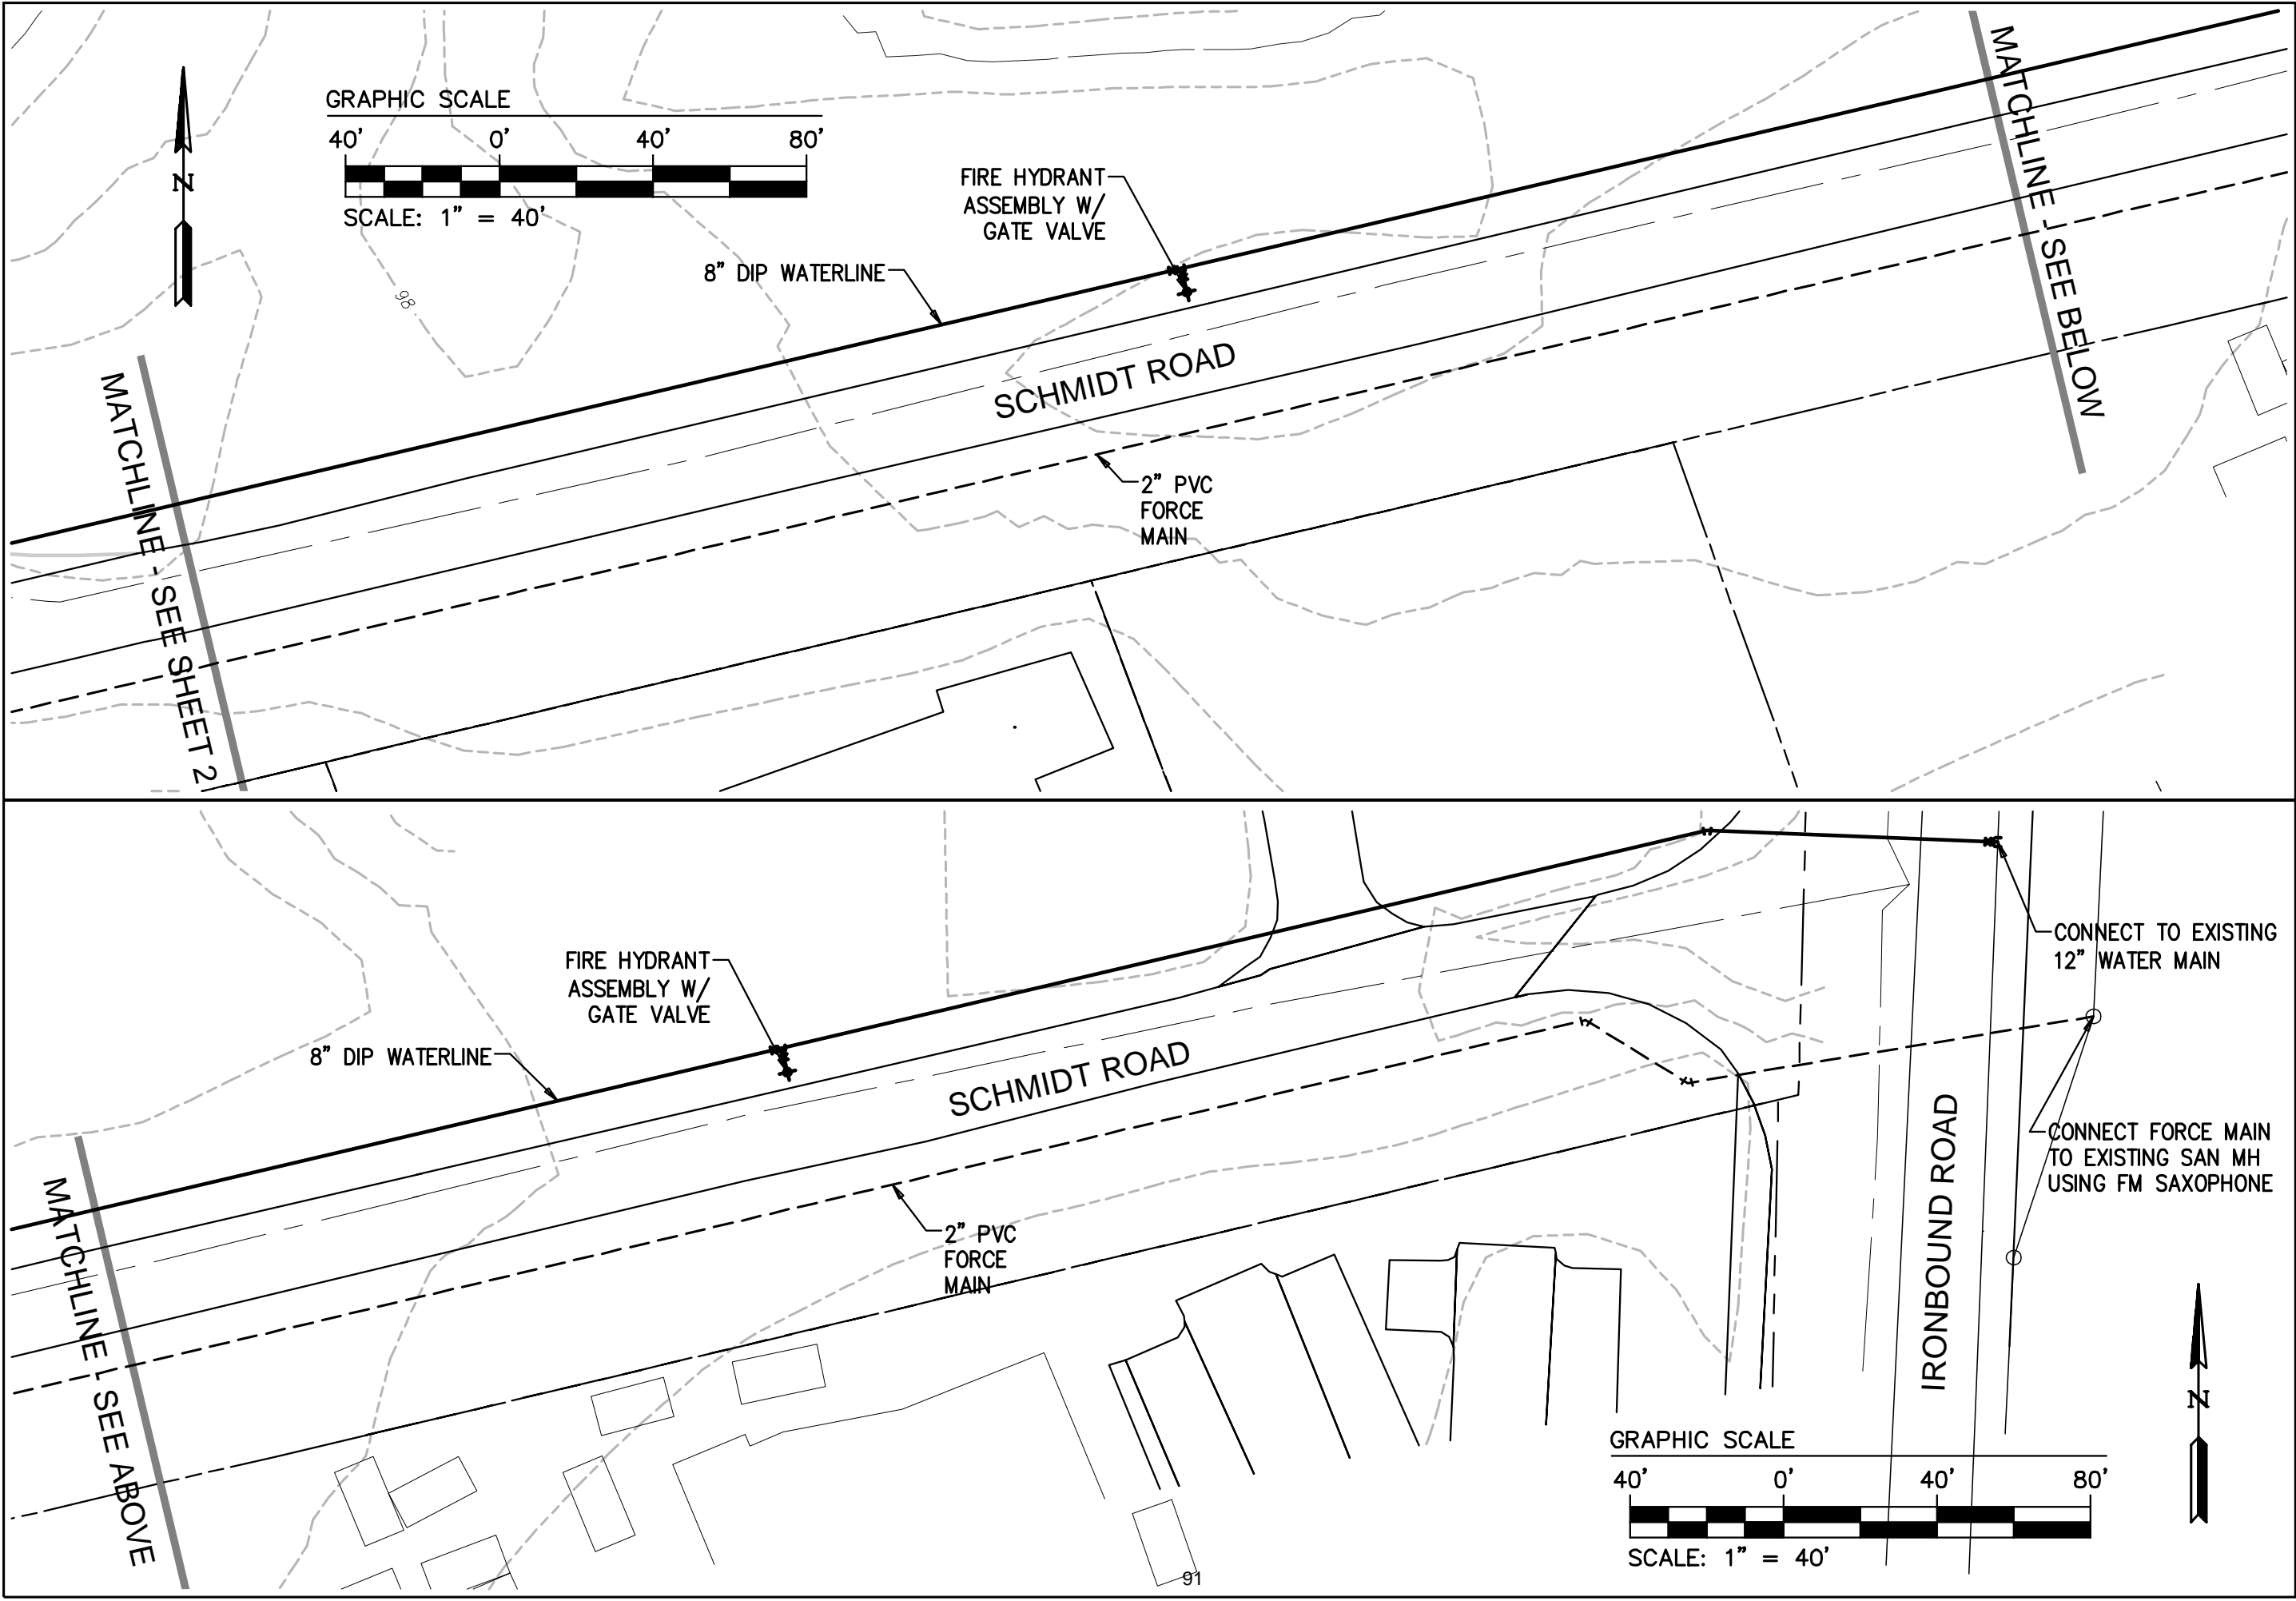 GRAPHIC SCALE
40' 0' 40' 80'
SCALE: 1" = 40'
N
98
FIRE HYDRANT
ASSEMBLY W/
GATE VALVE
8" DIP WATERLINE
SCHMIDT ROAD
2" PVC
FORCE
MAIN
MATCHLINE - SEE SHEET 2
MATCHLINE - SEE BELOW
FIRE HYDRANT
ASSEMBLY W/
GATE VALVE
8" DIP WATERLINE
SCHMIDT ROAD
2" PVC
FORCE
MAIN
MATCHLINE - SEE ABOVE
CONNECT TO EXISTING
12" WATER MAIN
CONNECT FORCE MAIN
TO EXISTING SAN MH
USING FM SAXOPHONE
IRONBOUND ROAD
N
GRAPHIC SCALE
40' 0' 40' 80'
SCALE: 1" = 40'
91